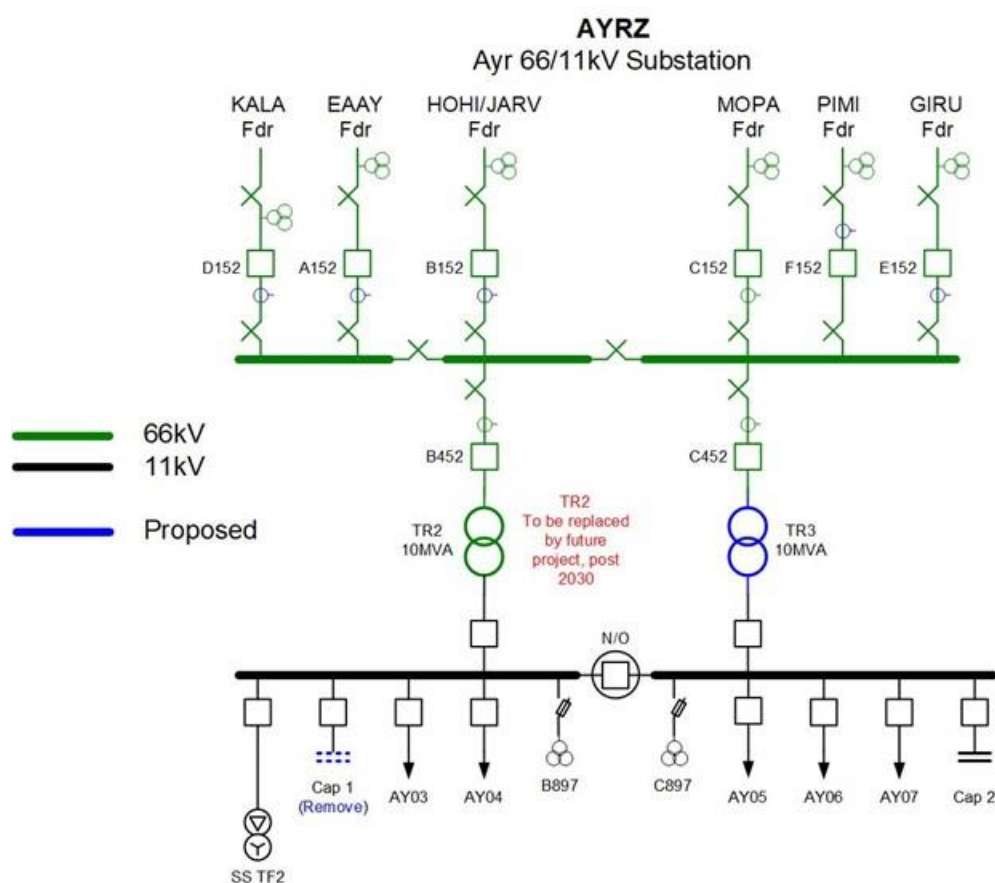 AYRZ
Ayr 66/11kV Substation
KALA
Fdr
EAAY
Fdr
HOHI/JARV
Fdr
MOPA
Fdr
PIMI
Fdr
GIRU
Fdr
D152
A152
B152
C152
F152
E152
66kV
11kV
Proposed
B452
C452
TR2
10MVA
TR2
To be replaced
by future
project, post
2030
TR3
10MVA
N/O
Cap 1
(Remove)
AY03
AY04
B897
C897
AY05
AY06
AY07
Cap 2
SS TF2